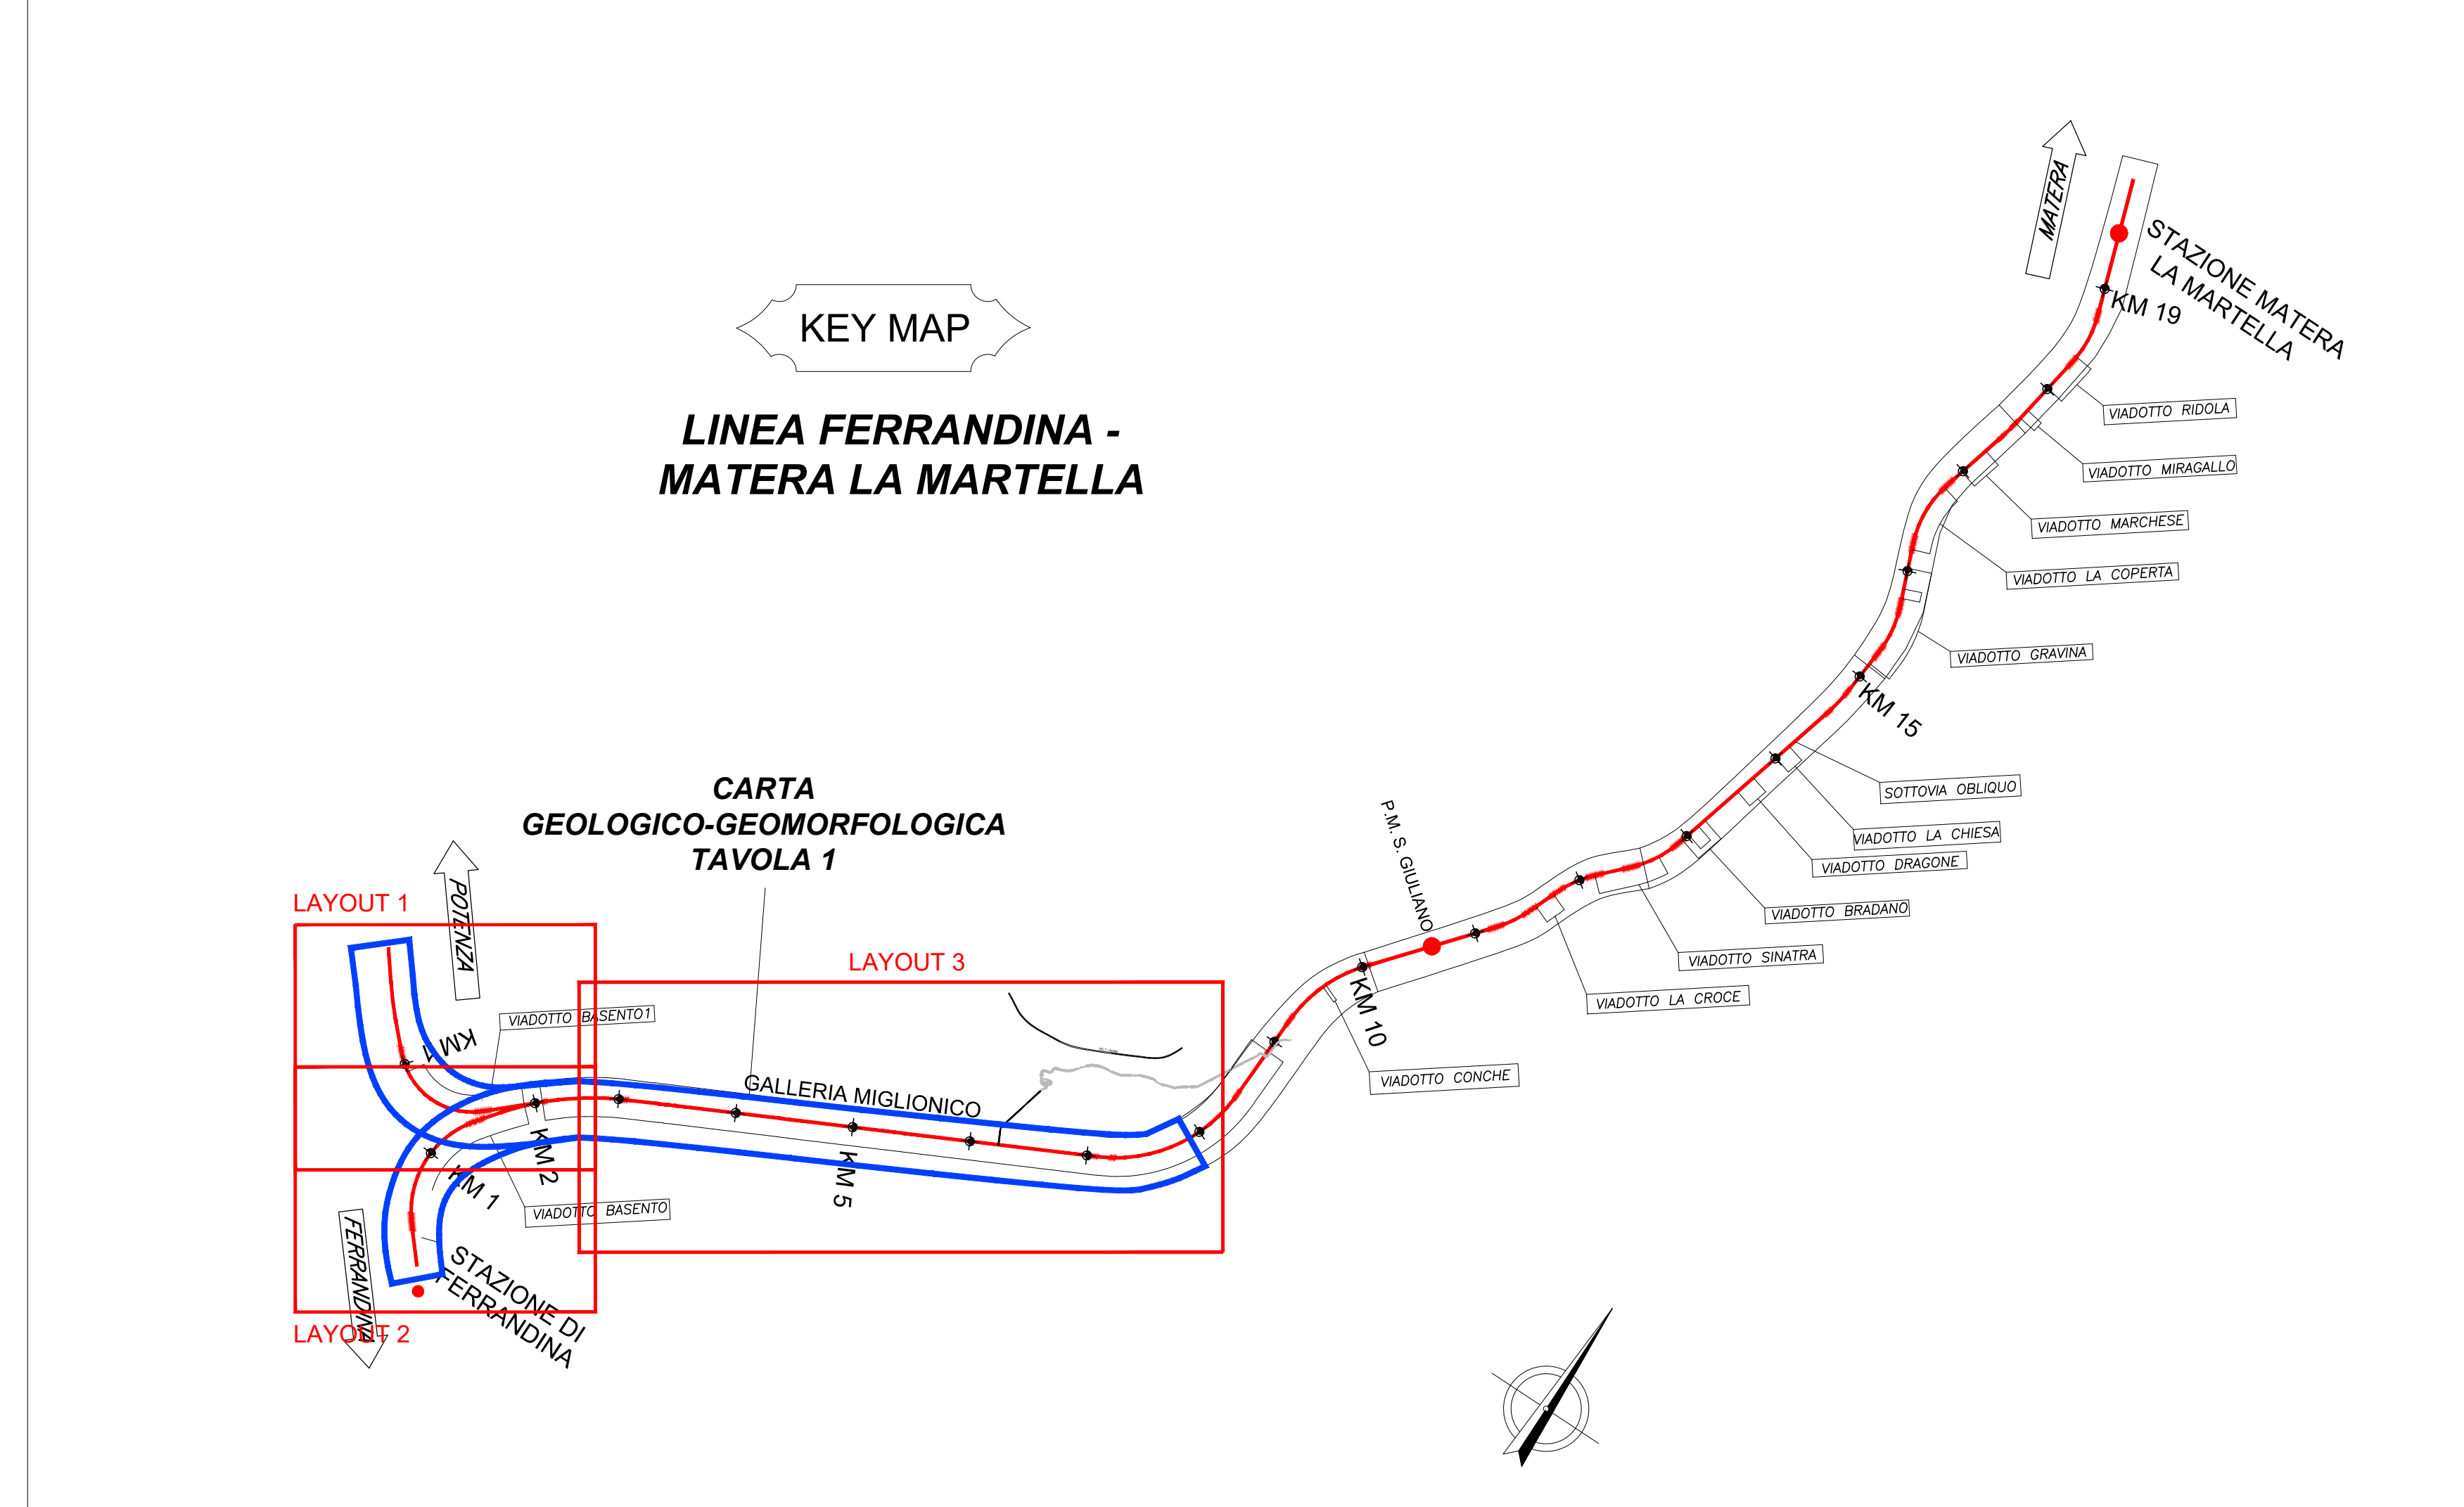 KEY MAP
LINEA FERRANDINA -
MATERA LA MARTELLA
MATERA
STAZIONE MATERA
LA MARTELLA
KM 19
VIADOTTO RIDOLA
VIADOTTO MIRAGALLO
VIADOTTO MARCHESE
VIADOTTO LA COPERTA
VIADOTTO GRAVINA
KM 15
SOTTOVIA OBLIQUO
VIADOTTO LA CHIESA
VIADOTTO DRAGONE
VIADOTTO BRADANO
VIADOTTO SINATRA
VIADOTTO LA CROCE
P.M. S. GIULIANO
KM 10
VIADOTTO CONCHE
CARTA
GEOLOGICO-GEOMORFOLOGICA
TAVOLA 1
LAYOUT 1
POTENZA
LAYOUT 3
VIADOTTO BASENTO1
KM 1
GALLERIA MIGLIONICO
KM 2
KM 1
KM 5
VIADOTTO BASENTO
FERRANDINA
STAZIONE DI
FERRANDINA
LAYOUT 2